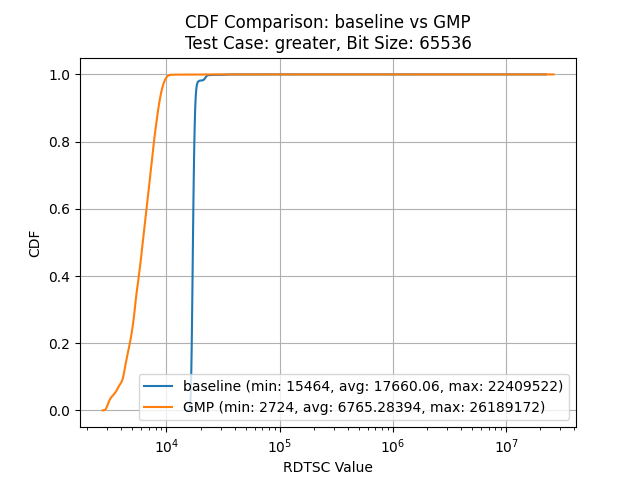 CDF Comparison: baseline vs GMP
Test Case: greater, Bit Size: 65536
1.0
0.8
0.6
0.4
0.2
0.0
CDF
baseline (min: 15464, avg: 17660.06, max: 22409522)
GMP (min: 2724, avg: 6765.28394, max: 26189172)
10⁴ 10⁵ 10⁶ 10⁷
RDTSC Value